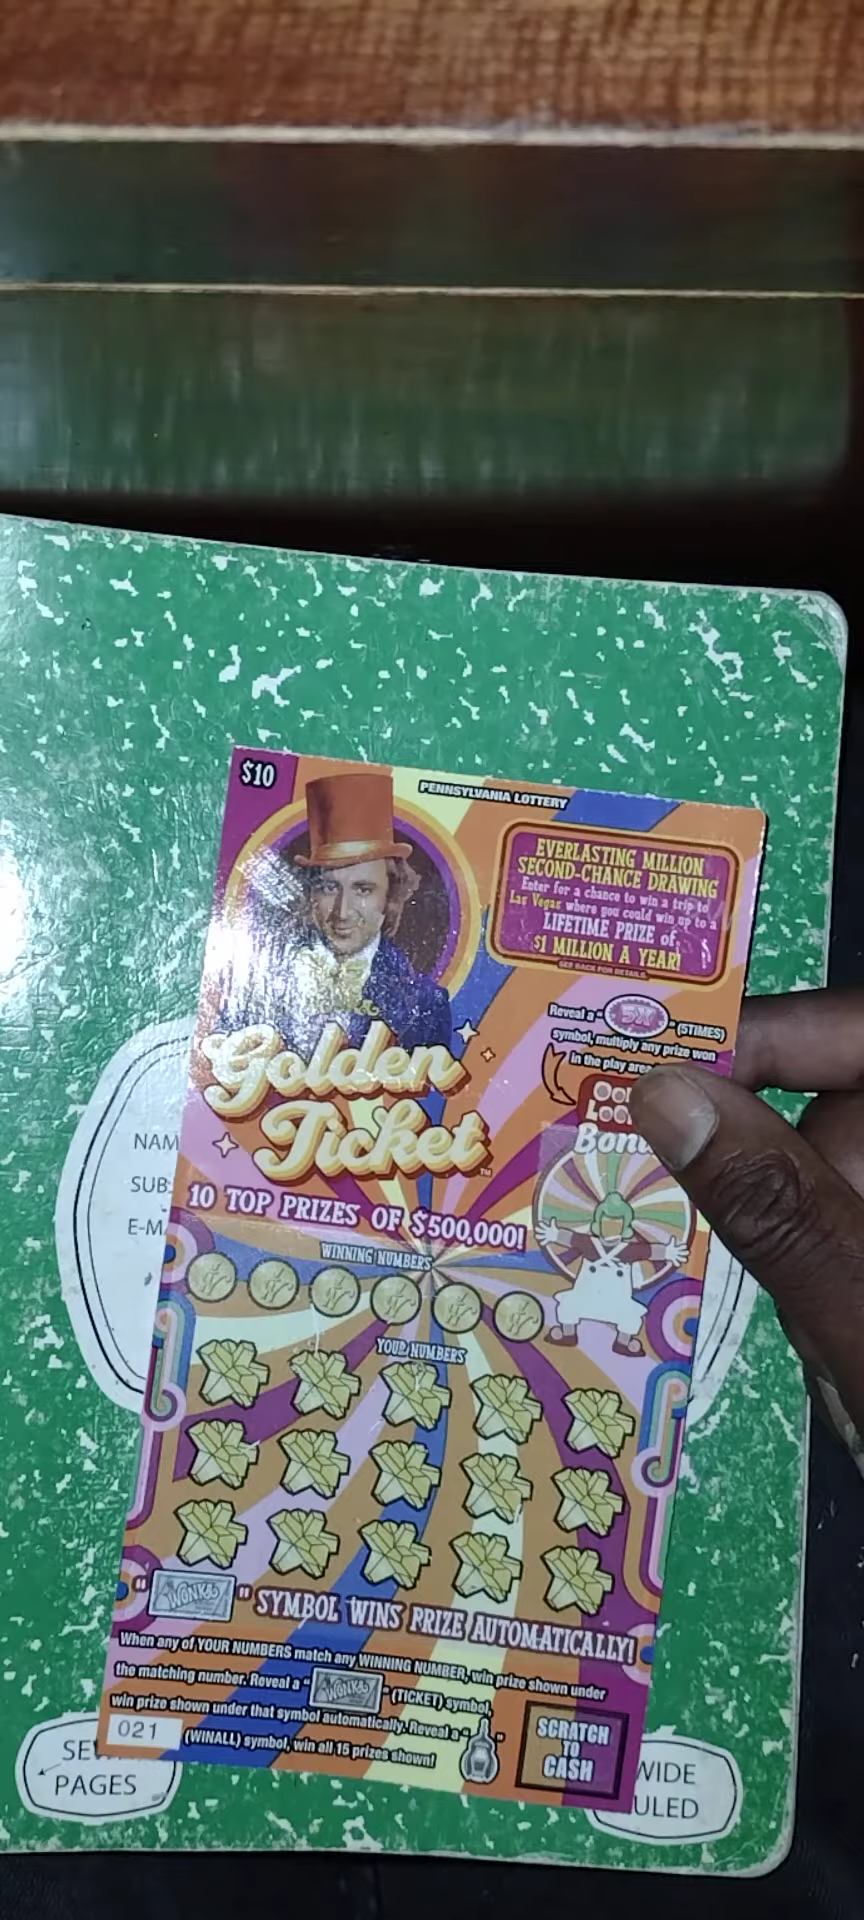 $10
PENNSYLVANIA LOTTERY
EVERLASTING MILLION
SECOND-CHANCE DRAWING
Enter for a chance to win a trip to
Las Vegas where you could win up to a
LIFETIME PRIZE of
$1 MILLION A YEAR!
SEE BACK FOR DETAILS.
Reveal a " 5X " (5TIMES)
symbol, multiply any prize won
in the play area
Golden
Ticket™
10 TOP PRIZES OF $500,000!
WINNING NUMBERS
YOUR NUMBERS
NAM
SUB
E-M
" WONKA " SYMBOL WINS PRIZE AUTOMATICALLY!
When any of YOUR NUMBERS match any WINNING NUMBER, win prize shown under
the matching number. Reveal a " WONKA " (TICKET) symbol,
win prize shown under that symbol automatically. Reveal a " "
(WINALL) symbol, win all 15 prizes shown!
021
SCRATCH
TO
CASH
SEW
PAGES
WIDE
ULED